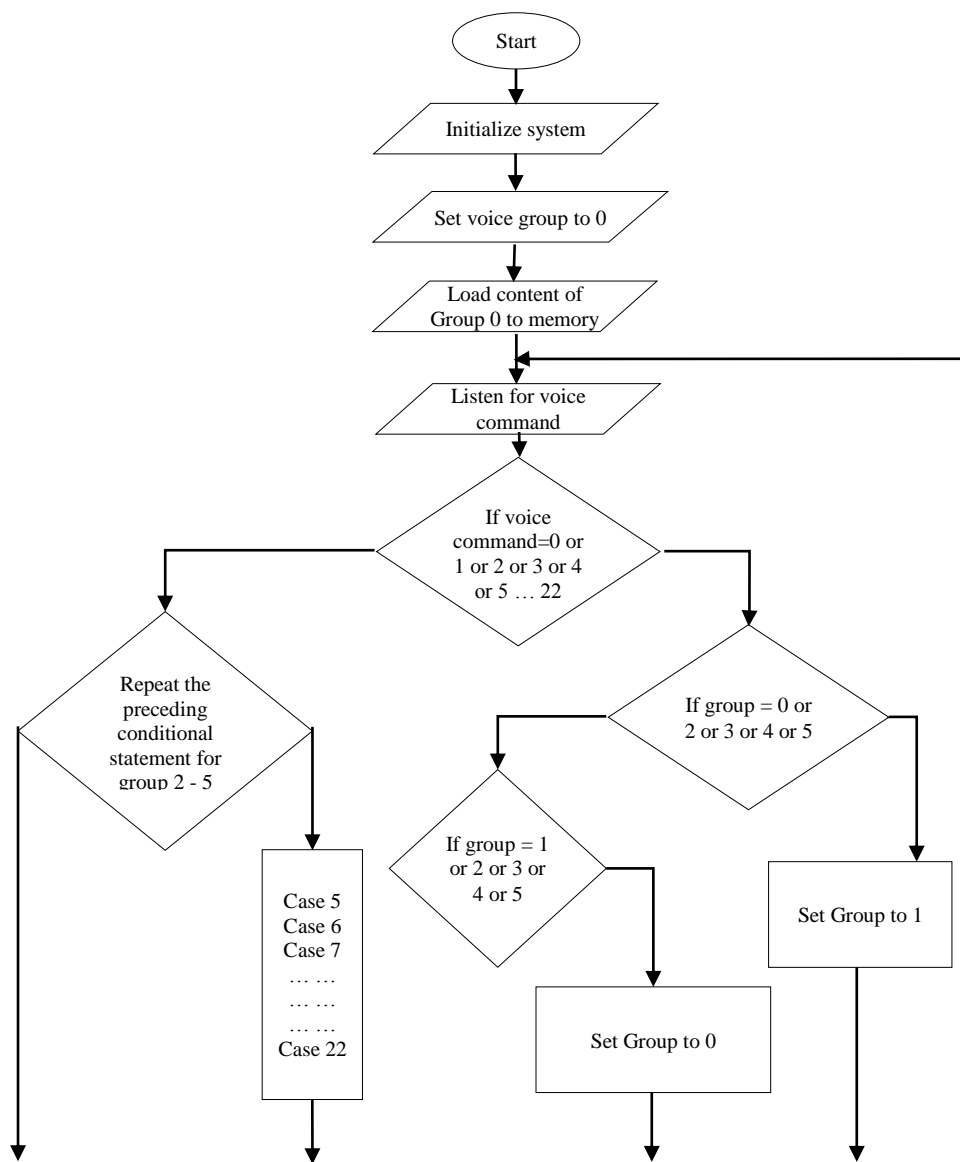 Start
Initialize system
Set voice group to 0
Load content of
Group 0 to memory
Listen for voice
command
If voice
command=0 or
1 or 2 or 3 or 4
or 5 … 22
Repeat the
preceding
conditional
statement for
group 2 - 5
If group = 0 or
2 or 3 or 4 or 5
If group = 1
or 2 or 3 or
4 or 5
Case 5
Case 6
Case 7
… …
… …
… …
Case 22
Set Group to 1
Set Group to 0